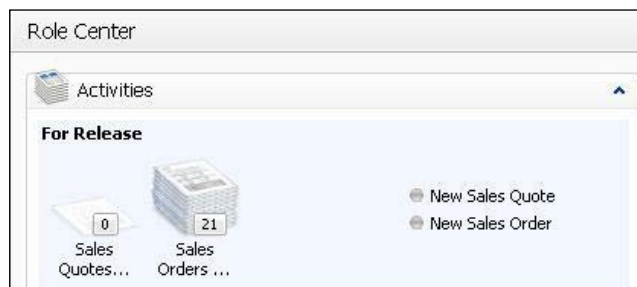 Role Center
Activities
For Release
0
21
Sales
Quotes...
Sales
Orders ...
New Sales Quote
New Sales Order